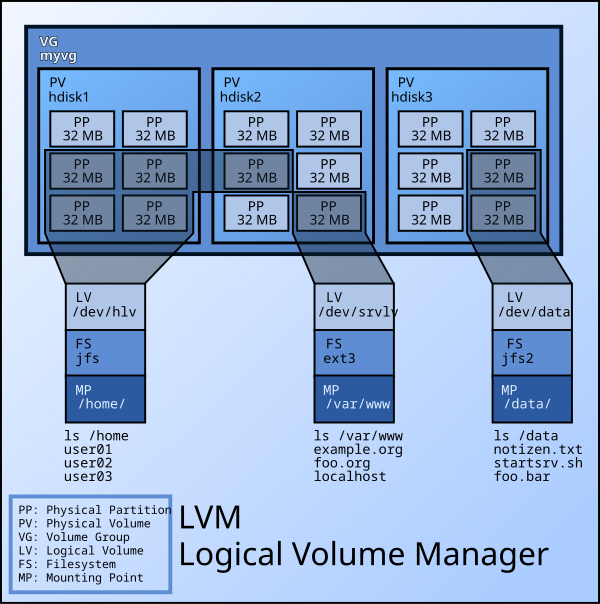 VG
myvg
PV
hdisk1
PP
32 MB
PP
32 MB
PP
32 MB
PP
32 MB
PP
32 MB
PP
32 MB
PV
hdisk2
PP
32 MB
PP
32 MB
PP
32 MB
PP
32 MB
PP
32 MB
PP
32 MB
PV
hdisk3
PP
32 MB
PP
32 MB
PP
32 MB
PP
32 MB
PP
32 MB
PP
32 MB
LV
/dev/hlv
FS
jfs
MP
/home/
ls /home
user01
user02
user03
LV
/dev/srvlv
FS
ext3
MP
/var/www
ls /var/www
example.org
foo.org
localhost
LV
/dev/data
FS
jfs2
MP
/data/
ls /data
notizen.txt
startsrv.sh
foo.bar
PP: Physical Partition
PV: Physical Volume
VG: Volume Group
LV: Logical Volume
FS: Filesystem
MP: Mounting Point
LVM
Logical Volume Manager